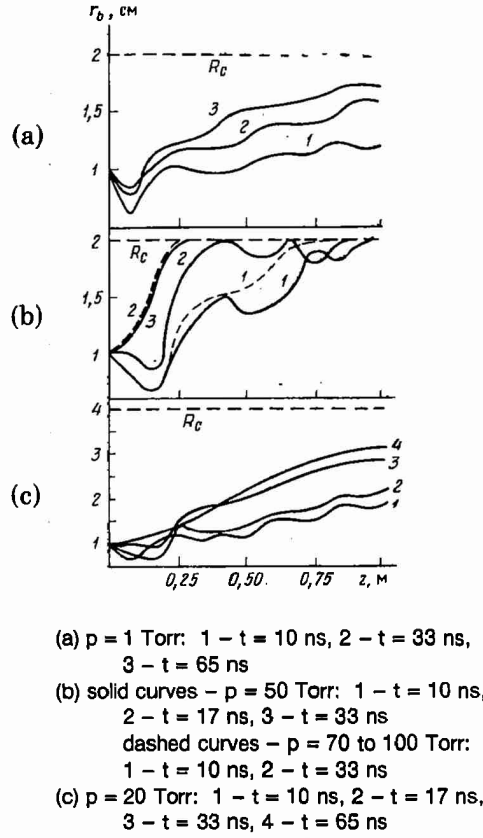 r_b, см
2
R_c
1,5
3
2
1
1
(a)
2
R_c
2
1
1,5
2
3
1
1
(b)
4
R_c
3
4
3
2
2
1
1
(c)
0,25
0,50
0,75
z, м
(a) p = 1 Torr: 1 – t = 10 ns, 2 – t = 33 ns,
3 – t = 65 ns
(b) solid curves – p = 50 Torr: 1 – t = 10 ns,
2 – t = 17 ns, 3 – t = 33 ns
dashed curves – p = 70 to 100 Torr:
1 – t = 10 ns, 2 – t = 33 ns
(c) p = 20 Torr: 1 – t = 10 ns, 2 – t = 17 ns,
3 – t = 33 ns, 4 – t = 65 ns